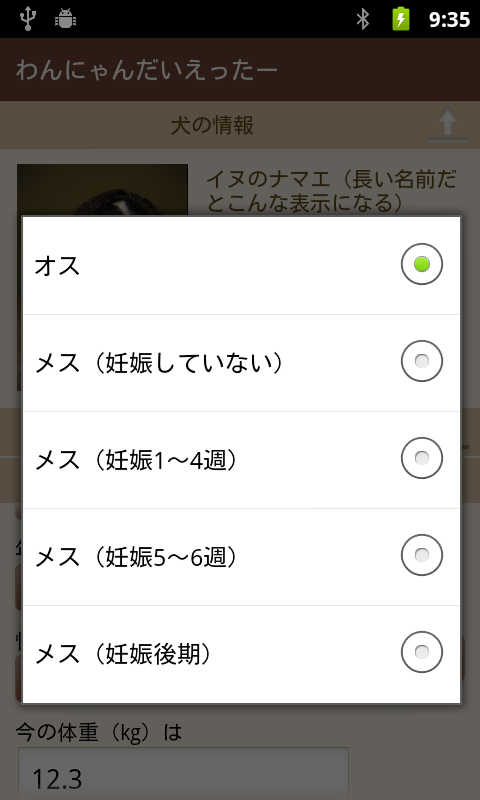 9:35
わんにゃんだいえったー
犬の情報
イヌのナマエ（長い名前だ
とこんな表示になる）
オス
メス（妊娠していない）
メス（妊娠1～4週）
メス（妊娠5～6週）
メス（妊娠後期）
今の体重（kg）は
12.3